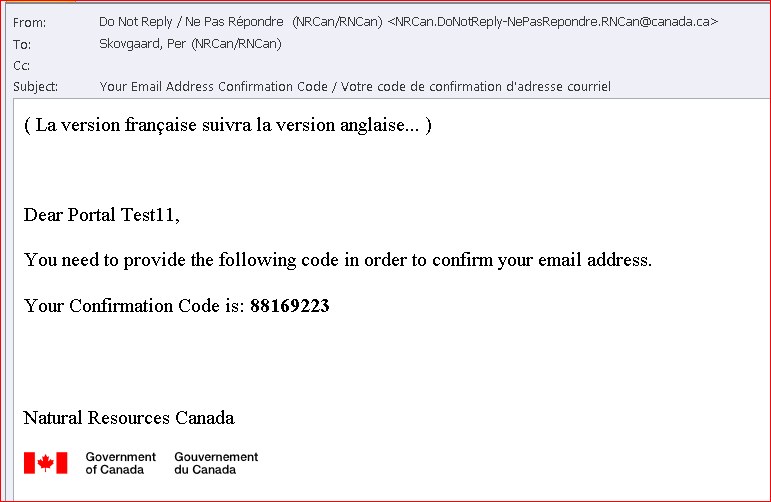 From: Do Not Reply / Ne Pas Répondre (NRCan/RNCan) <NRCan.DoNotReply-NePasRepondre.RNCan@canada.ca>
To: Skovgaard, Per (NRCan/RNCan)
Cc:
Subject: Your Email Address Confirmation Code / Votre code de confirmation d'adresse courriel
( La version française suivra la version anglaise... )
Dear Portal Test11,
You need to provide the following code in order to confirm your email address.
Your Confirmation Code is: 88169223
Natural Resources Canada
Government Gouvernement
of Canada du Canada